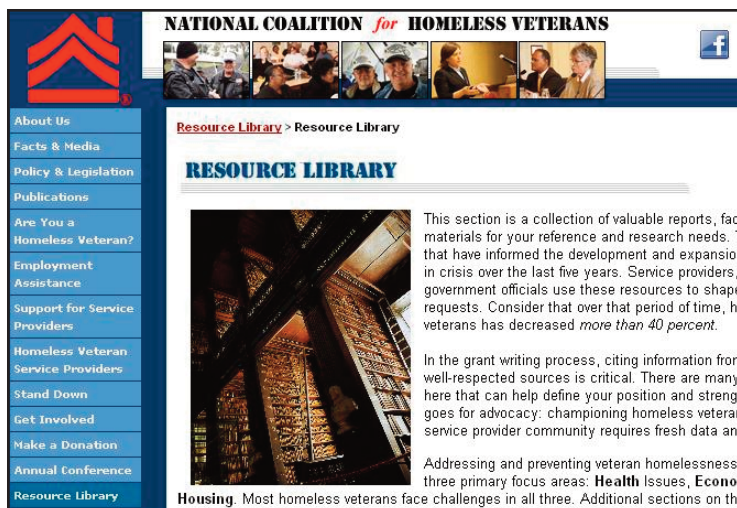 NATIONAL COALITION for HOMELESS VETERANS
About Us
Facts & Media
Policy & Legislation
Publications
Are You a
Homeless Veteran?
Employment
Assistance
Support for Service
Providers
Homeless Veteran
Service Providers
Stand Down
Get Involved
Make a Donation
Annual Conference
Resource Library
Resource Library > Resource Library
RESOURCE LIBRARY
This section is a collection of valuable reports, fac
materials for your reference and research needs. T
that have informed the development and expansio
in crisis over the last five years. Service providers,
government officials use these resources to shape
requests. Consider that over that period of time, h
veterans has decreased more than 40 percent.
In the grant writing process, citing information fro
well-respected sources is critical. There are many
here that can help define your position and streng
goes for advocacy: championing homeless vetera
service provider community requires fresh data an
Addressing and preventing veteran homelessness
three primary focus areas: Health Issues, Econo
Housing. Most homeless veterans face challenges in all three. Additional sections on th